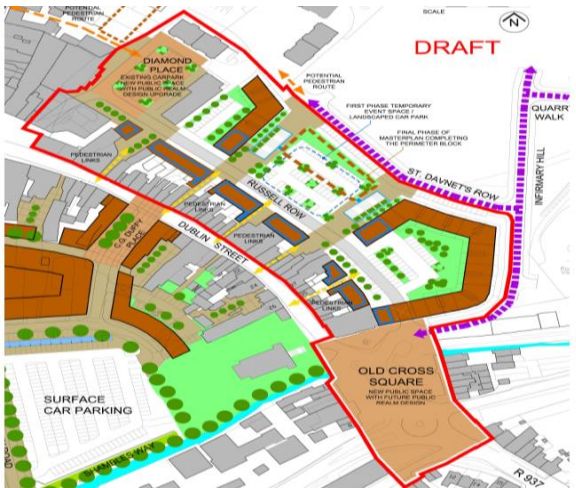 POTENTIAL
PEDESTRIAN
ROUTE
SCALE
N
DRAFT
DIAMOND
PLACE
EXISTING CARPARK
NEW PUBLIC SPACE
WITH PUBLIC REALM
DESIGN UPGRADE
POTENTIAL
PEDESTRIAN
ROUTE
FIRST PHASE TEMPORARY
EVENT SPACE /
LANDSCAPED CAR PARK
FINAL PHASE OF
MASTERPLAN COMPLETING
THE PERIMETER BLOCK
QUARRY
WALK
INFIRMARY HILL
ST. DAVNET'S ROW
PEDESTRIAN
LINKS
RUSSELL ROW
PEDESTRIAN
LINKS
PEDESTRIAN
LINKS
C.G. DUFFY
PLACE
DUBLIN STREET
PEDESTRIAN
LINKS
OLD CROSS
SQUARE
NEW PUBLIC SPACE
WITH FUTURE PUBLIC
REALM DESIGN
SURFACE
CAR PARKING
SHAMBLES WAY
ROAD
R 937